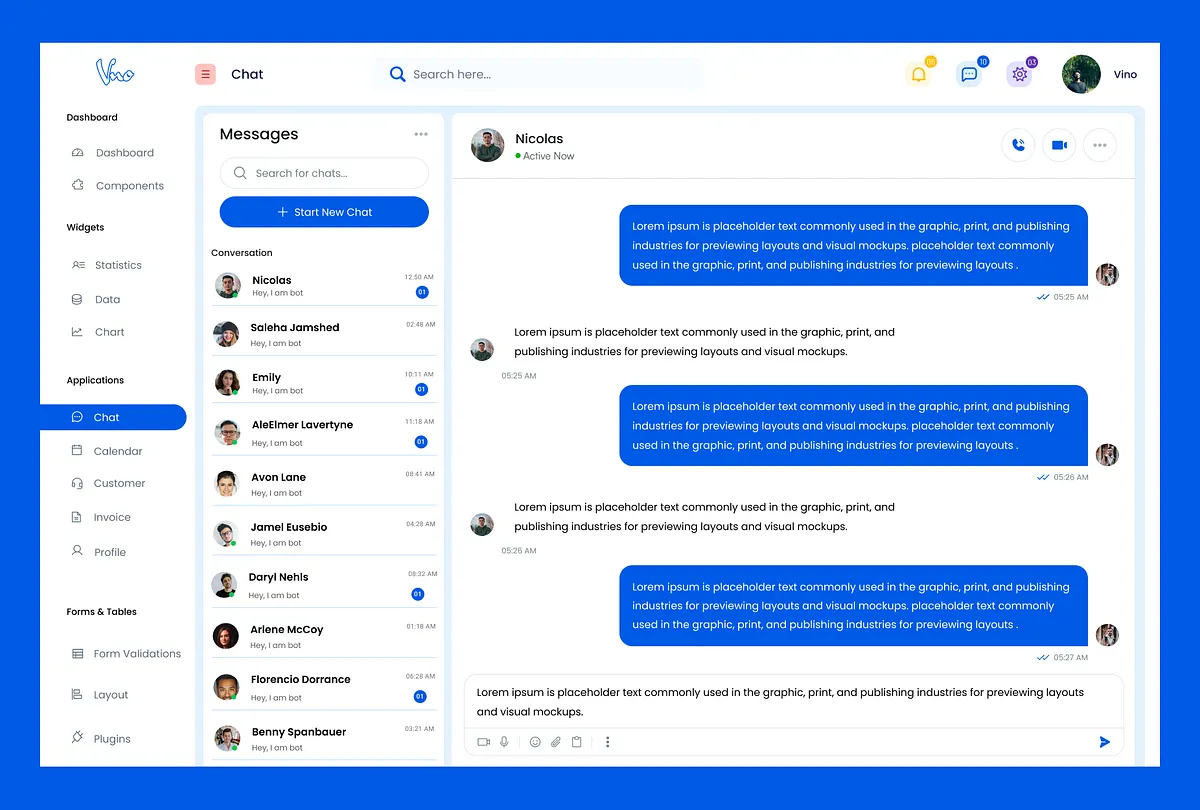 Vino
Chat
Search here...
08
10
03
Vino
Dashboard
Dashboard
Components
Widgets
Statistics
Data
Chart
Applications
Chat
Calendar
Customer
Invoice
Profile
Forms & Tables
Form Validations
Layout
Plugins
Messages
Search for chats...
Start New Chat
Conversation
Nicolas
12:50 AM
Hey, I am bot
01
Saleha Jamshed
02:48 AM
Hey, I am bot
Emily
10:11 AM
Hey, I am bot
01
AleElmer Lavertyne
11:18 AM
Hey, I am bot
01
Avon Lane
08:41 AM
Hey, I am bot
Jamel Eusebio
04:28 AM
Hey, I am bot
Daryl Nehls
08:32 AM
Hey, I am bot
01
Arlene McCoy
01:18 AM
Hey, I am bot
Florencio Dorrance
06:28 AM
Hey, I am bot
01
Benny Spanbauer
03:21 AM
Hey, I am bot
Nicolas
Active Now
Lorem ipsum is placeholder text commonly used in the graphic, print, and publishing
industries for previewing layouts and visual mockups. placeholder text commonly
used in the graphic, print, and publishing industries for previewing layouts .
05:25 AM
Lorem ipsum is placeholder text commonly used in the graphic, print, and
publishing industries for previewing layouts and visual mockups.
05:25 AM
Lorem ipsum is placeholder text commonly used in the graphic, print, and publishing
industries for previewing layouts and visual mockups. placeholder text commonly
used in the graphic, print, and publishing industries for previewing layouts .
05:26 AM
Lorem ipsum is placeholder text commonly used in the graphic, print, and
publishing industries for previewing layouts and visual mockups.
05:26 AM
Lorem ipsum is placeholder text commonly used in the graphic, print, and publishing
industries for previewing layouts and visual mockups. placeholder text commonly
used in the graphic, print, and publishing industries for previewing layouts .
05:27 AM
Lorem ipsum is placeholder text commonly used in the graphic, print, and publishing industries for previewing layouts
and visual mockups.